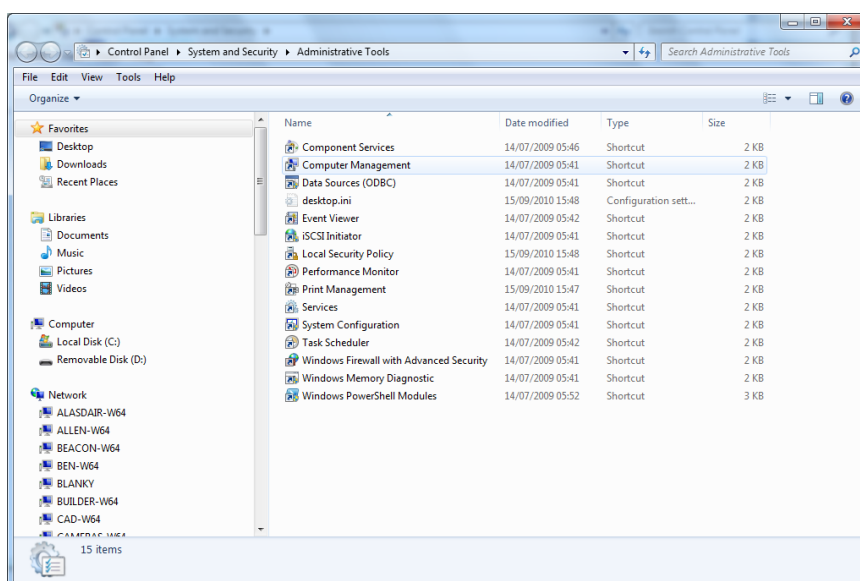 Control Panel ▸ System and Security ▸ Administrative Tools
Search Administrative Tools
File Edit View Tools Help
Organize
Name Date modified Type Size
Favorites
Desktop
Downloads
Recent Places
Libraries
Documents
Music
Pictures
Videos
Computer
Local Disk (C:)
Removable Disk (D:)
Network
ALASDAIR-W64
ALLEN-W64
BEACON-W64
BEN-W64
BLANKY
BUILDER-W64
CAD-W64
CAMERAS-W64
Component Services 14/07/2009 05:46 Shortcut 2 KB
Computer Management 14/07/2009 05:41 Shortcut 2 KB
Data Sources (ODBC) 14/07/2009 05:41 Shortcut 2 KB
desktop.ini 15/09/2010 15:48 Configuration sett... 2 KB
Event Viewer 14/07/2009 05:42 Shortcut 2 KB
iSCSI Initiator 14/07/2009 05:41 Shortcut 2 KB
Local Security Policy 15/09/2010 15:48 Shortcut 2 KB
Performance Monitor 14/07/2009 05:41 Shortcut 2 KB
Print Management 15/09/2010 15:47 Shortcut 2 KB
Services 14/07/2009 05:41 Shortcut 2 KB
System Configuration 14/07/2009 05:41 Shortcut 2 KB
Task Scheduler 14/07/2009 05:42 Shortcut 2 KB
Windows Firewall with Advanced Security 14/07/2009 05:41 Shortcut 2 KB
Windows Memory Diagnostic 14/07/2009 05:41 Shortcut 2 KB
Windows PowerShell Modules 14/07/2009 05:52 Shortcut 3 KB
15 items